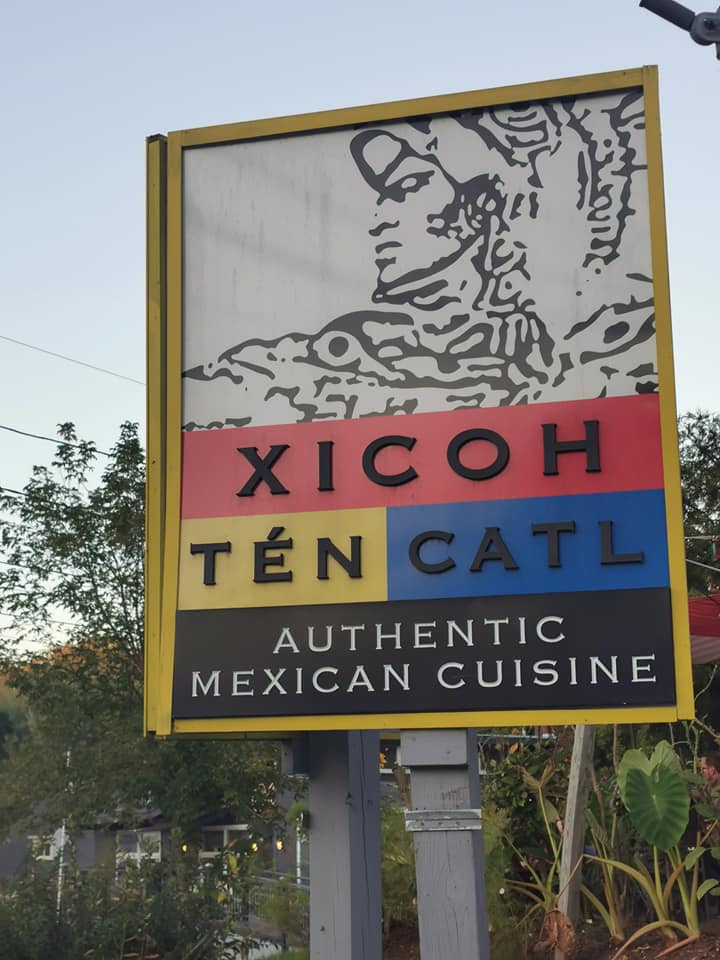 XICOH
TÉN CATL
AUTHENTIC
MEXICAN CUISINE